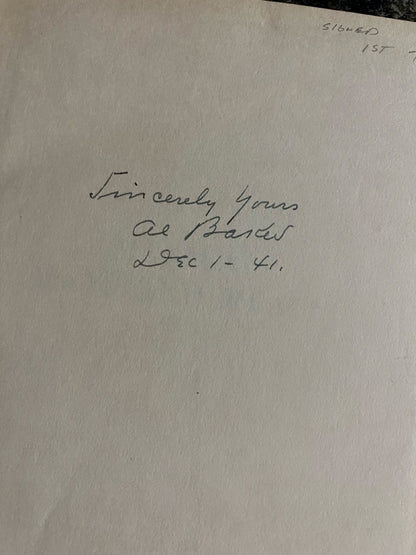 SIGNED
1ST
Sincerely Yours
Al Baker
Dec 1 - 41.